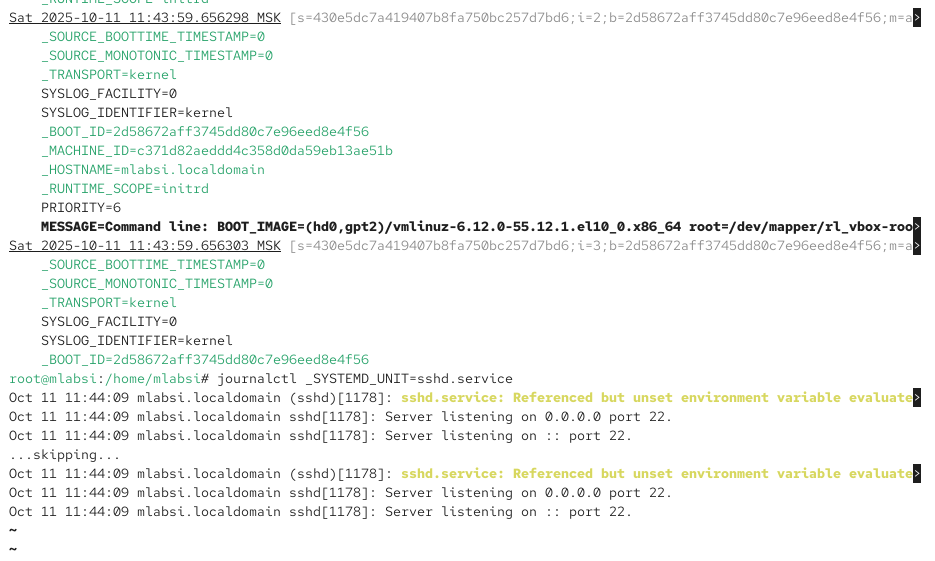 Sat 2025-10-11 11:43:59.656298 MSK [s=430e5dc7a419407b8fa750bc257d7bd6;i=2;b=2d58672aff3745dd80c7e96eed8e4f56;m=a>
    _SOURCE_BOOTTIME_TIMESTAMP=0
    _SOURCE_MONOTONIC_TIMESTAMP=0
    _TRANSPORT=kernel
    SYSLOG_FACILITY=0
    SYSLOG_IDENTIFIER=kernel
    _BOOT_ID=2d58672aff3745dd80c7e96eed8e4f56
    _MACHINE_ID=c371d82aeddd4c358d0da59eb13ae51b
    _HOSTNAME=mlabsi.localdomain
    _RUNTIME_SCOPE=initrd
    PRIORITY=6
    MESSAGE=Command line: BOOT_IMAGE=(hd0,gpt2)/vmlinuz-6.12.0-55.12.1.el10_0.x86_64 root=/dev/mapper/rl_vbox-roo>
Sat 2025-10-11 11:43:59.656303 MSK [s=430e5dc7a419407b8fa750bc257d7bd6;i=3;b=2d58672aff3745dd80c7e96eed8e4f56;m=a>
    _SOURCE_BOOTTIME_TIMESTAMP=0
    _SOURCE_MONOTONIC_TIMESTAMP=0
    _TRANSPORT=kernel
    SYSLOG_FACILITY=0
    SYSLOG_IDENTIFIER=kernel
    _BOOT_ID=2d58672aff3745dd80c7e96eed8e4f56
root@mlabsi:/home/mlabsi# journalctl _SYSTEMD_UNIT=sshd.service
Oct 11 11:44:09 mlabsi.localdomain (sshd)[1178]: sshd.service: Referenced but unset environment variable evaluate>
Oct 11 11:44:09 mlabsi.localdomain sshd[1178]: Server listening on 0.0.0.0 port 22.
Oct 11 11:44:09 mlabsi.localdomain sshd[1178]: Server listening on :: port 22.
...skipping...
Oct 11 11:44:09 mlabsi.localdomain (sshd)[1178]: sshd.service: Referenced but unset environment variable evaluate>
Oct 11 11:44:09 mlabsi.localdomain sshd[1178]: Server listening on 0.0.0.0 port 22.
Oct 11 11:44:09 mlabsi.localdomain sshd[1178]: Server listening on :: port 22.
~
~